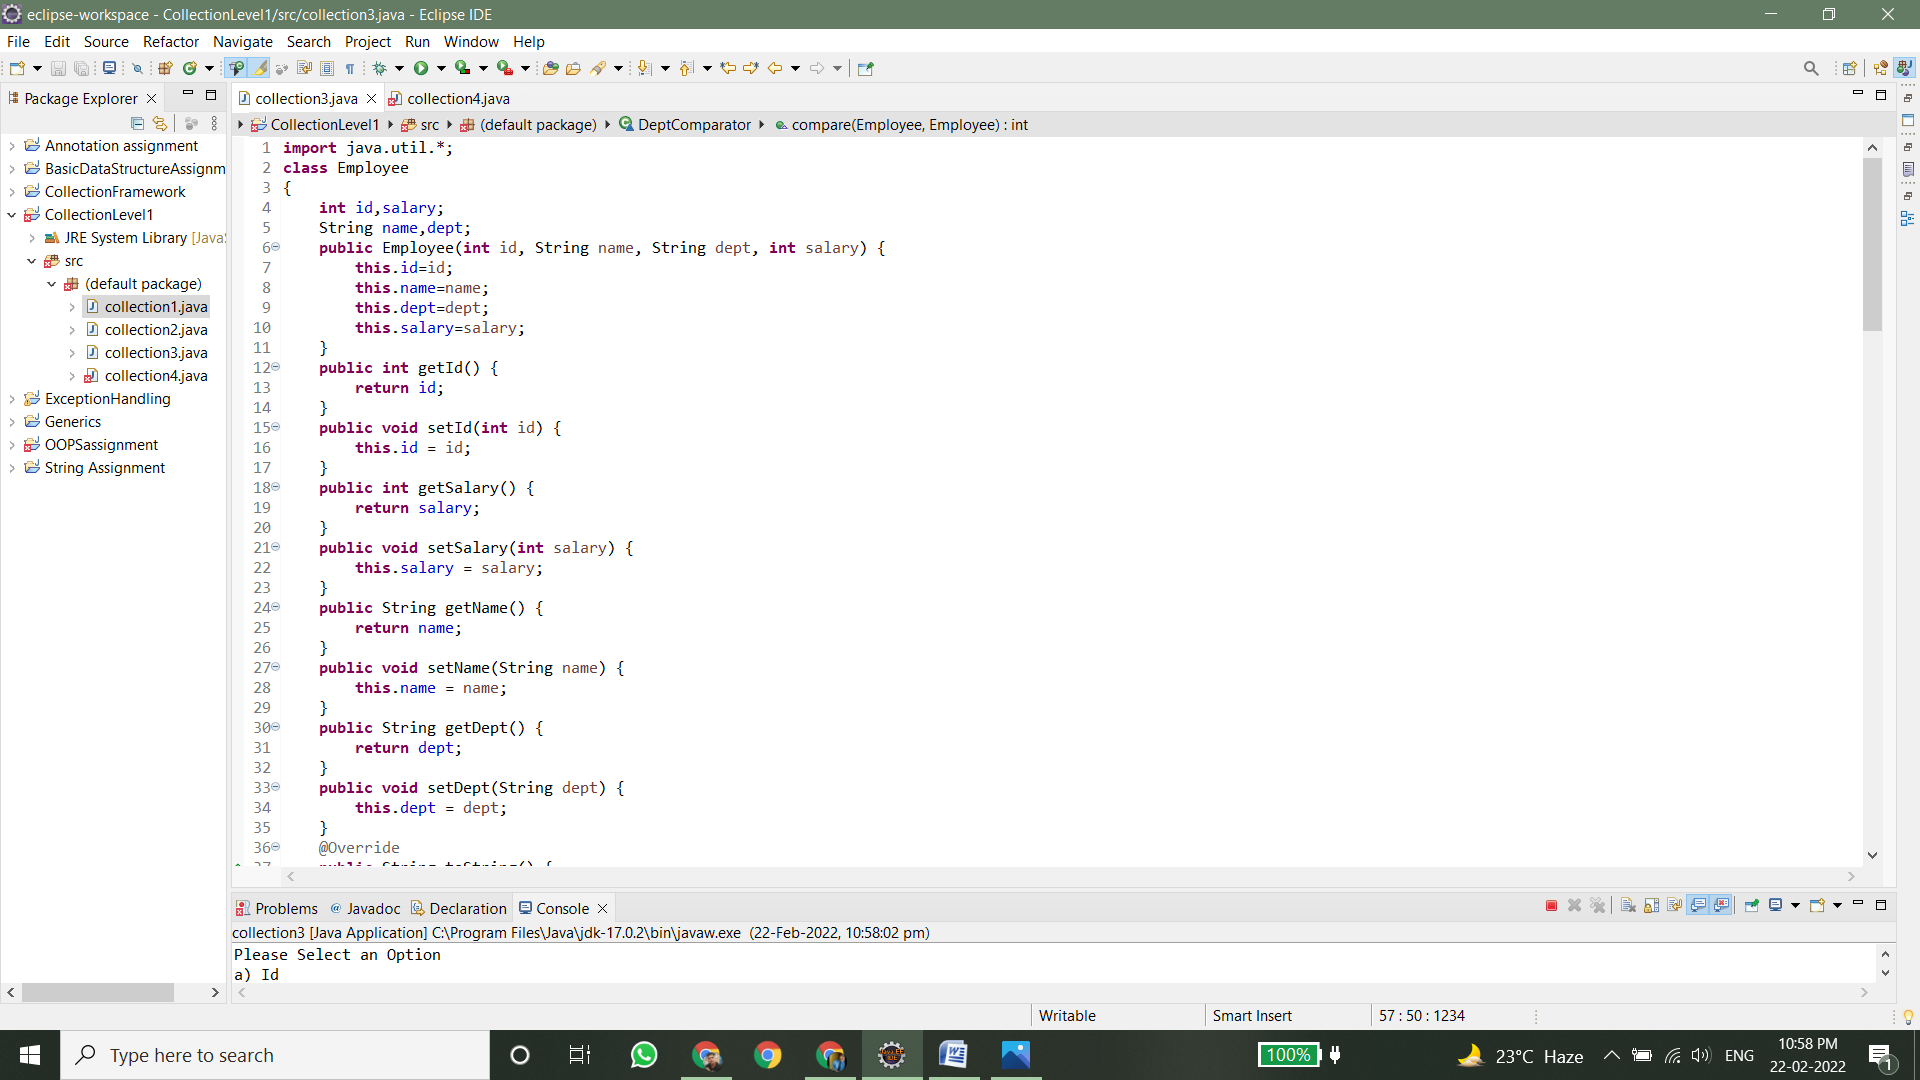 eclipse-workspace - CollectionLevel1/src/collection3.java - Eclipse IDE
File Edit Source Refactor Navigate Search Project Run Window Help
Package Explorer
collection3.java
collection4.java
CollectionLevel1 src (default package) DeptComparator compare(Employee, Employee) : int
Annotation assignment
BasicDataStructureAssignm
CollectionFramework
CollectionLevel1
JRE System Library [Java
src
(default package)
collection1.java
collection2.java
collection3.java
collection4.java
ExceptionHandling
Generics
OOPSassignment
String Assignment
1 import java.util.*;
2 class Employee
3 {
4 int id,salary;
5 String name,dept;
6 public Employee(int id, String name, String dept, int salary) {
7 this.id=id;
8 this.name=name;
9 this.dept=dept;
10 this.salary=salary;
11 }
12 public int getId() {
13 return id;
14 }
15 public void setId(int id) {
16 this.id = id;
17 }
18 public int getSalary() {
19 return salary;
20 }
21 public void setSalary(int salary) {
22 this.salary = salary;
23 }
24 public String getName() {
25 return name;
26 }
27 public void setName(String name) {
28 this.name = name;
29 }
30 public String getDept() {
31 return dept;
32 }
33 public void setDept(String dept) {
34 this.dept = dept;
35 }
36 @Override
37 public String toString() {
Problems @ Javadoc Declaration Console
collection3 [Java Application] C:\Program Files\Java\jdk-17.0.2\bin\javaw.exe (22-Feb-2022, 10:58:02 pm)
Please Select an Option
a) Id
Writable Smart Insert 57 : 50 : 1234
Type here to search
100%
23°C Haze
ENG
10:58 PM
22-02-2022
1